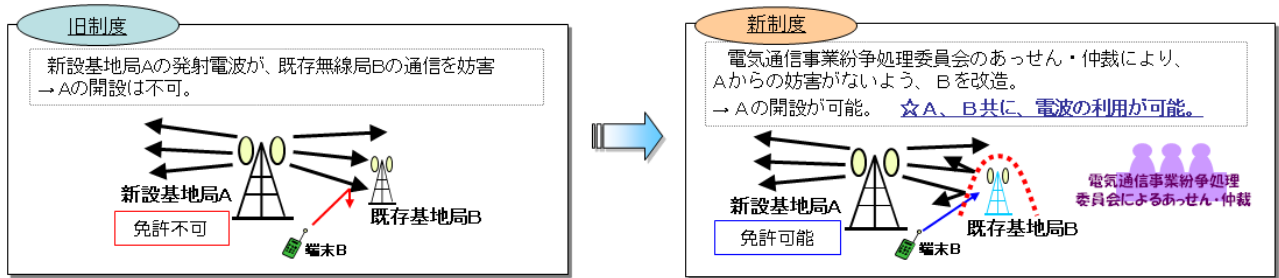 旧制度
新設基地局Aの発射電波が、既存無線局Bの通信を妨害
→Aの開設は不可。
新設基地局A
免許不可
端末B
既存基地局B
新制度
電気通信事業紛争処理委員会のあっせん・仲裁により、
Aからの妨害がないよう、Bを改造。
→Aの開設が可能。 ☆A、B共に、電波の利用が可能。
新設基地局A
免許可能
端末B
既存基地局B
電気通信事業紛争処理
委員会によるあっせん・仲裁